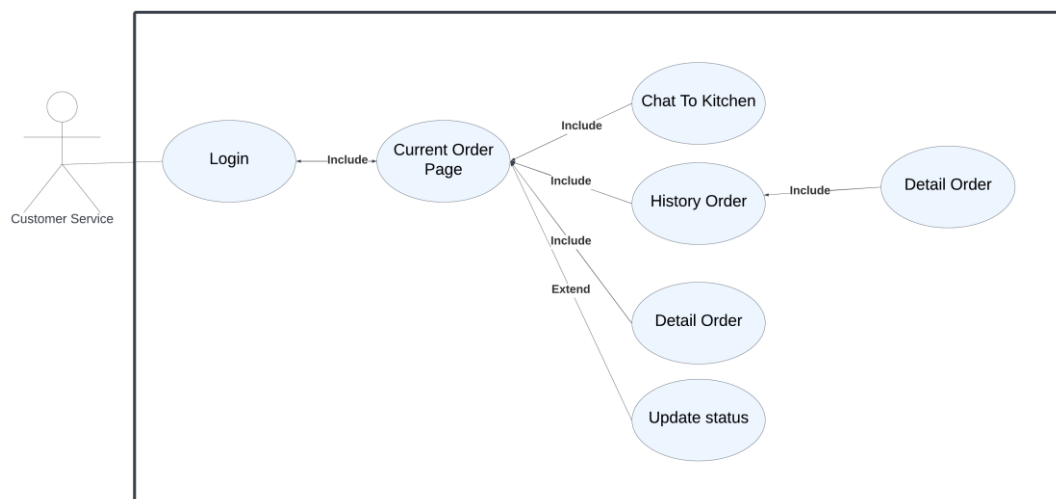 Customer Service
Login
Include
Current Order
Page
Include
Chat To Kitchen
Include
History Order
Include
Detail Order
Include
Detail Order
Extend
Update status